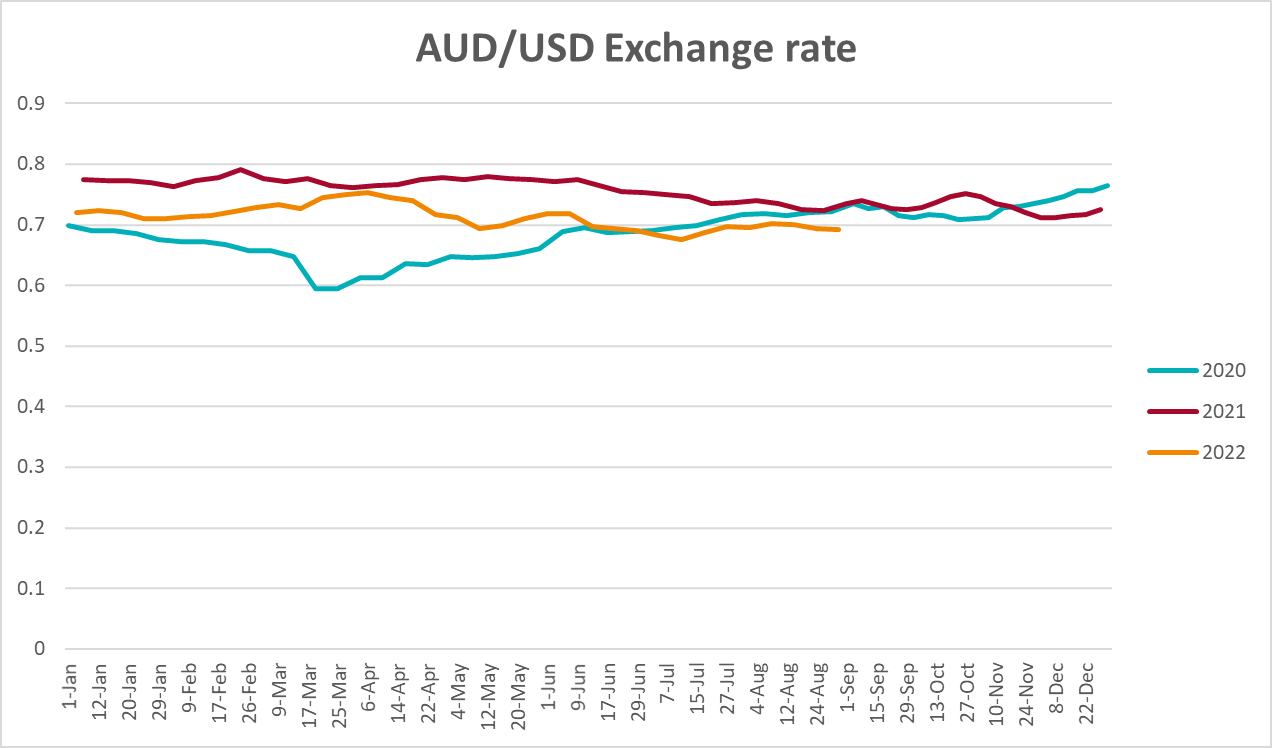 AUD/USD Exchange rate
0.9
0.8
0.7
0.6
0.5
0.4
0.3
0.2
0.1
0
1-Jan
12-Jan
20-Jan
29-Jan
9-Feb
17-Feb
26-Feb
9-Mar
17-Mar
25-Mar
6-Apr
14-Apr
22-Apr
4-May
12-May
20-May
1-Jun
9-Jun
17-Jun
29-Jun
7-Jul
15-Jul
27-Jul
4-Aug
12-Aug
24-Aug
1-Sep
15-Sep
29-Sep
13-Oct
27-Oct
10-Nov
24-Nov
8-Dec
22-Dec
2020
2021
2022